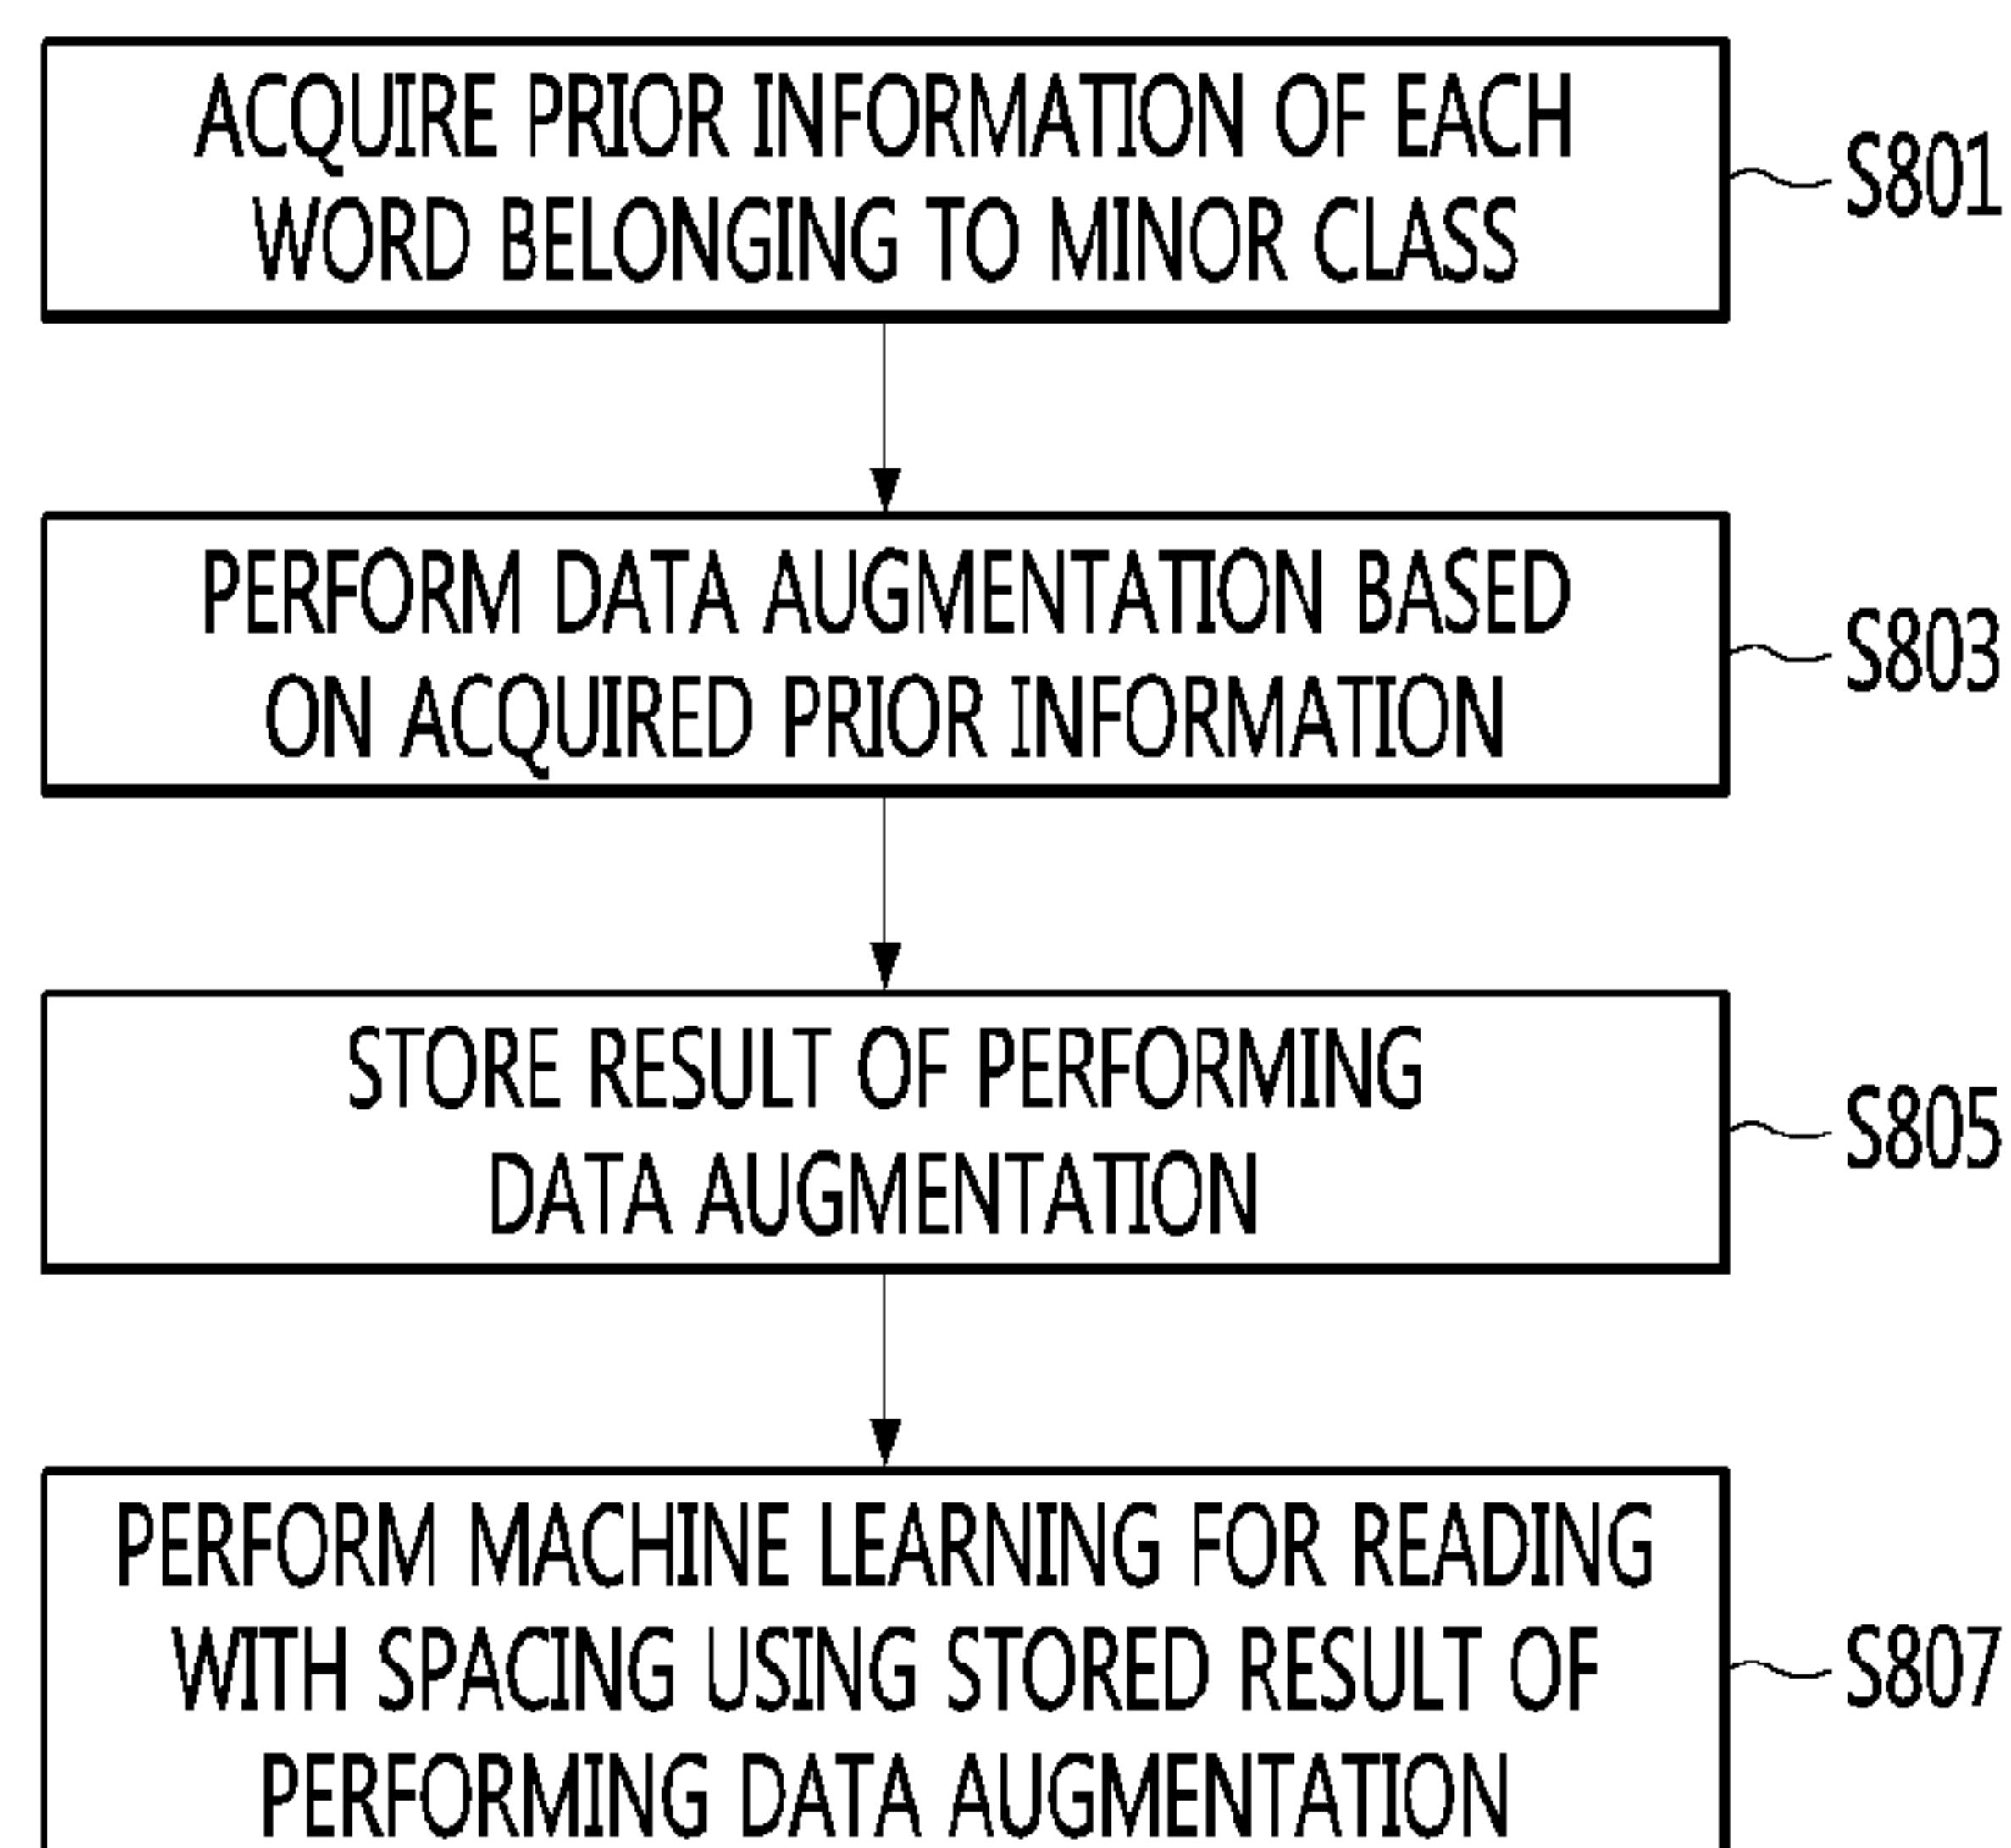 ACQUIRE PRIOR INFORMATION OF EACH
WORD BELONGING TO MINOR CLASS
S801
PERFORM DATA AUGMENTATION BASED
ON ACQUIRED PRIOR INFORMATION
S803
STORE RESULT OF PERFORMING
DATA AUGMENTATION
S805
PERFORM MACHINE LEARNING FOR READING
WITH SPACING USING STORED RESULT OF
PERFORMING DATA AUGMENTATION
S807